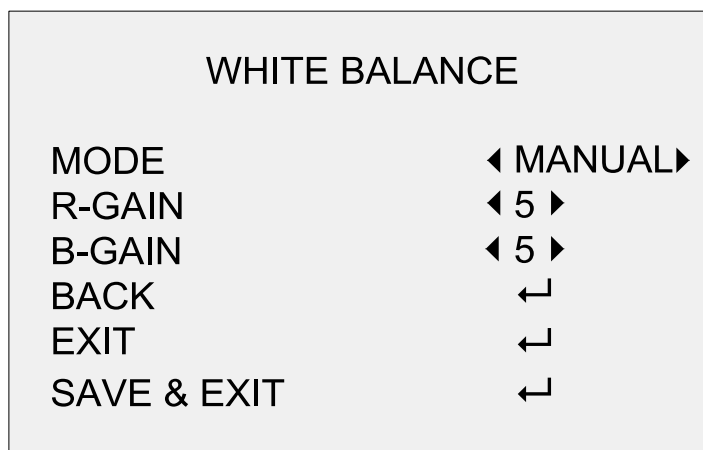 WHITE BALANCE
MODE MANUAL
R-GAIN 5
B-GAIN 5
BACK
EXIT
SAVE & EXIT